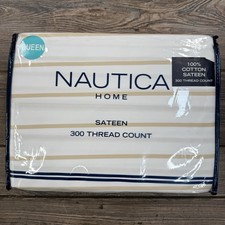 QUEEN
NAUTICA
HOME
100%
COTTON
SATEEN
300 THREAD COUNT
SATEEN
300 THREAD COUNT